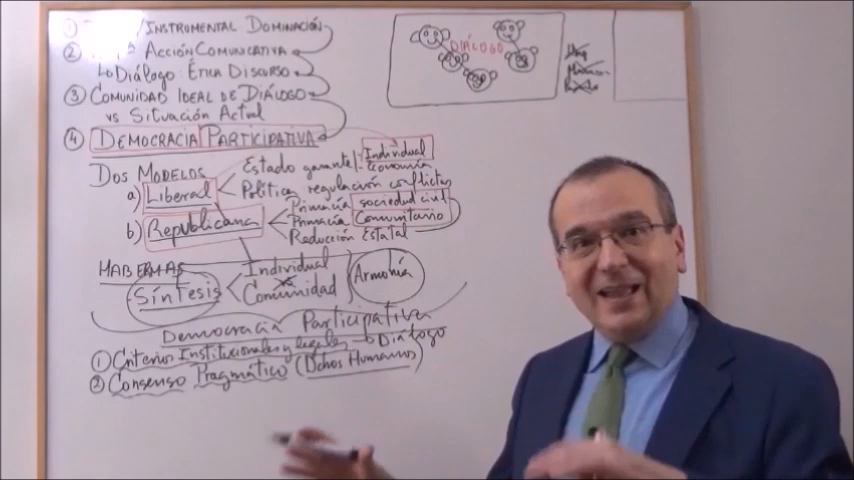 ① /Instrumental Dominación
② Acción Comunicativa
↳ Diálogo: Ética Discurso
③ Comunidad Ideal de Diálogo
vs Situación Actual
④ Democracia Participativa
Dos Modelos
a) Liberal < Estado garante Individual - Economía
Política regulación conflictos
b) Republicana < Primacía sociedad civil
Primacía Comunitario
Reducción Estatal
Habermas
Síntesis < Individual
Comunidad
Armonía
Democracia Participativa
① Criterios Institucionales y legales → Diálogo
② Consenso Pragmático (Dchos Humanos)
DIÁLOGO